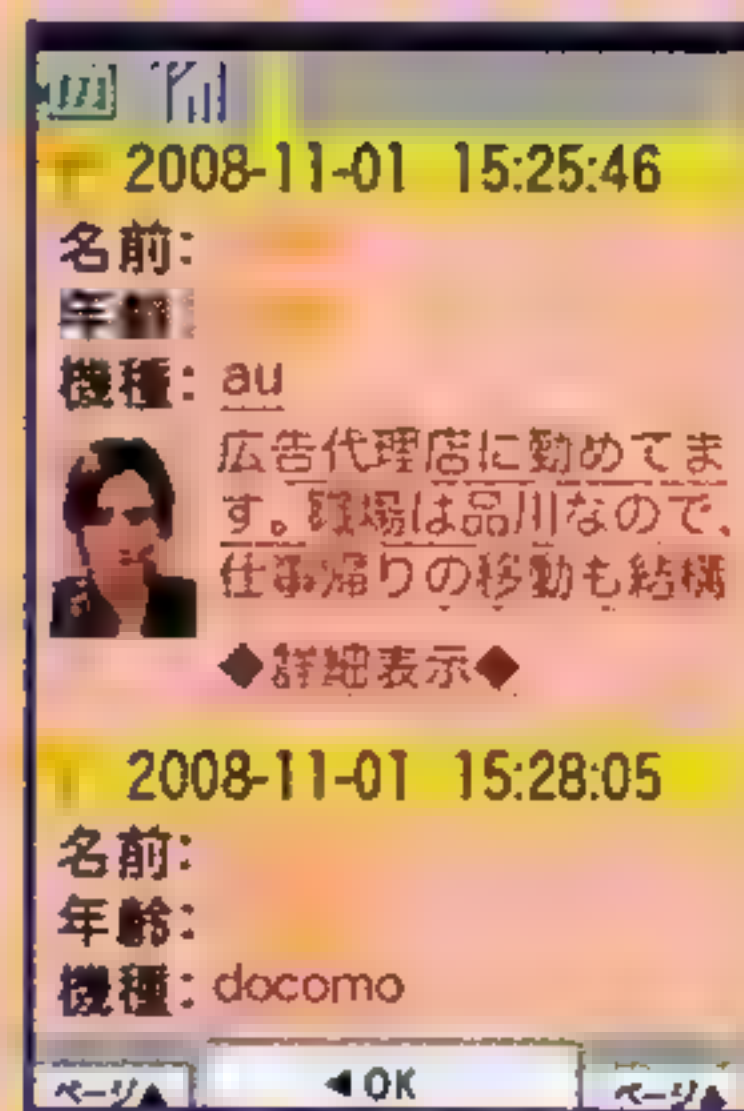 2008-11-01 15:25:46
名前:
年齢:
機種: au
広告代理店に勤めてま
す。職場は品川なので、
仕事帰りの移動も結構
◆詳細表示◆
2008-11-01 15:28:05
名前:
年齢:
機種: docomo
ページ▲ ◀OK ページ▲